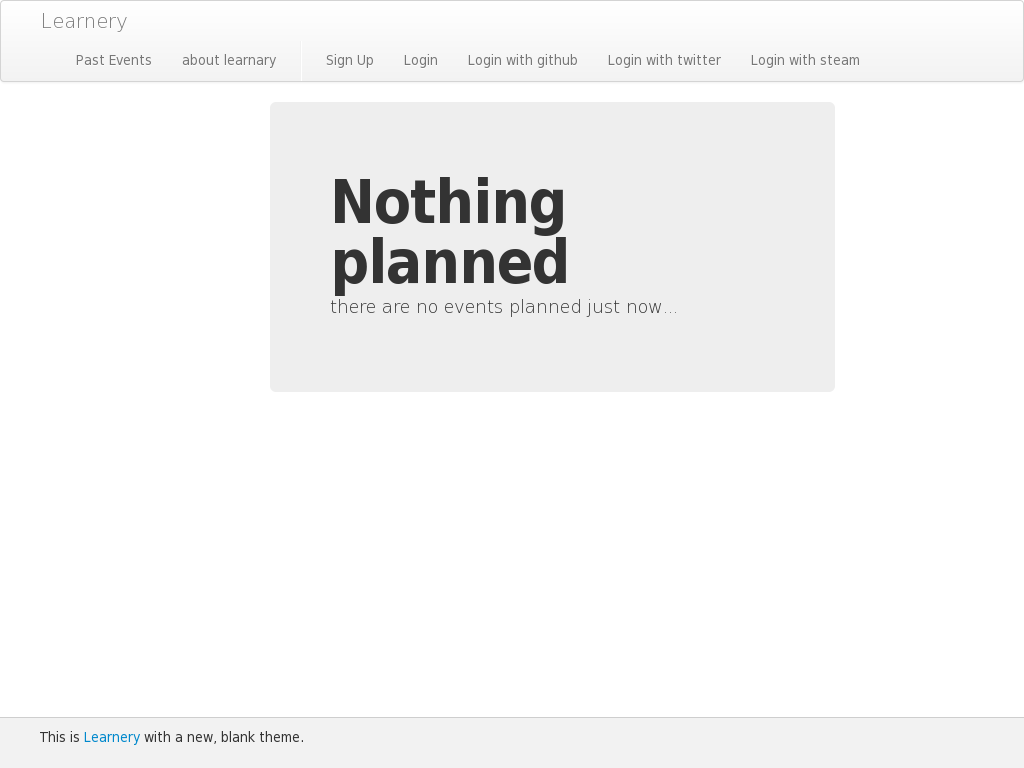 Learnery
Past Events about learnary Sign Up Login Login with github Login with twitter Login with steam
Nothing
planned
there are no events planned just now...
This is Learnery with a new, blank theme.